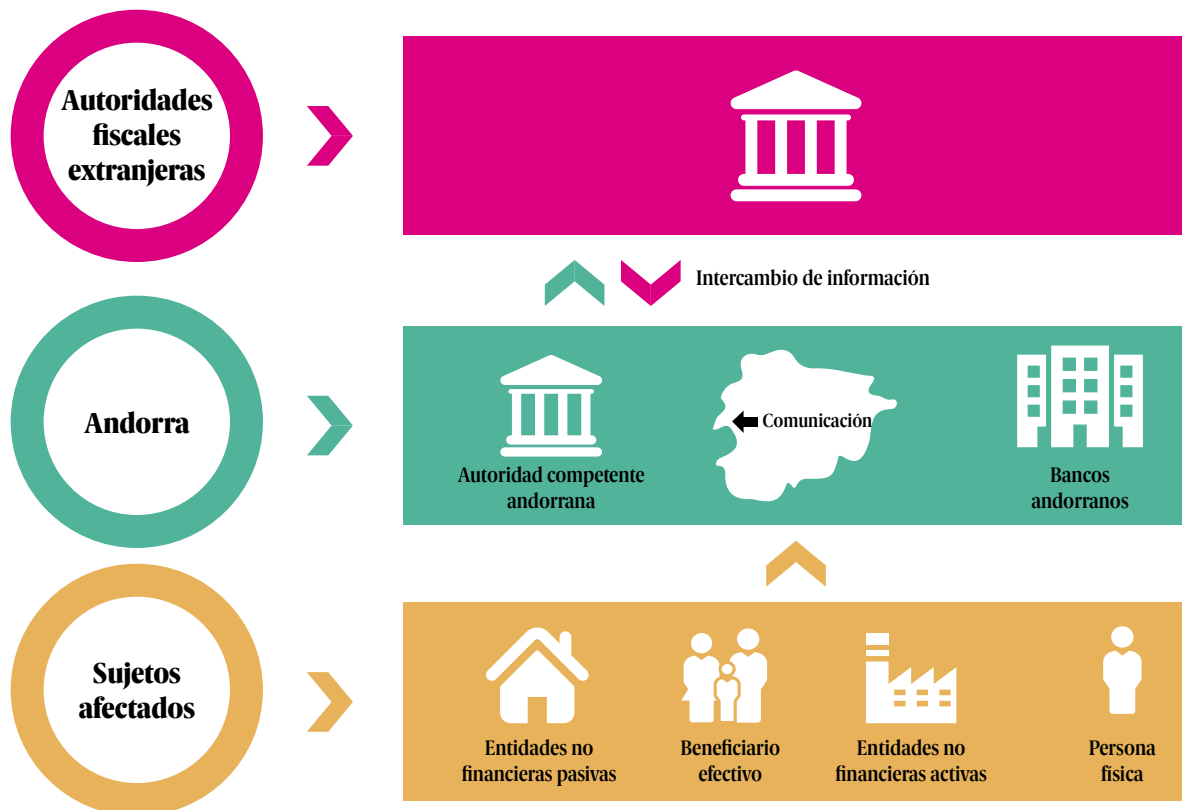 Autoridades
fiscales
extranjeras
Intercambio de información
Andorra
Autoridad competente
andorrana
Comunicación
Bancos
andorranos
Sujetos
afectados
Entidades no
financieras pasivas
Beneficiario
efectivo
Entidades no
financieras activas
Persona
física